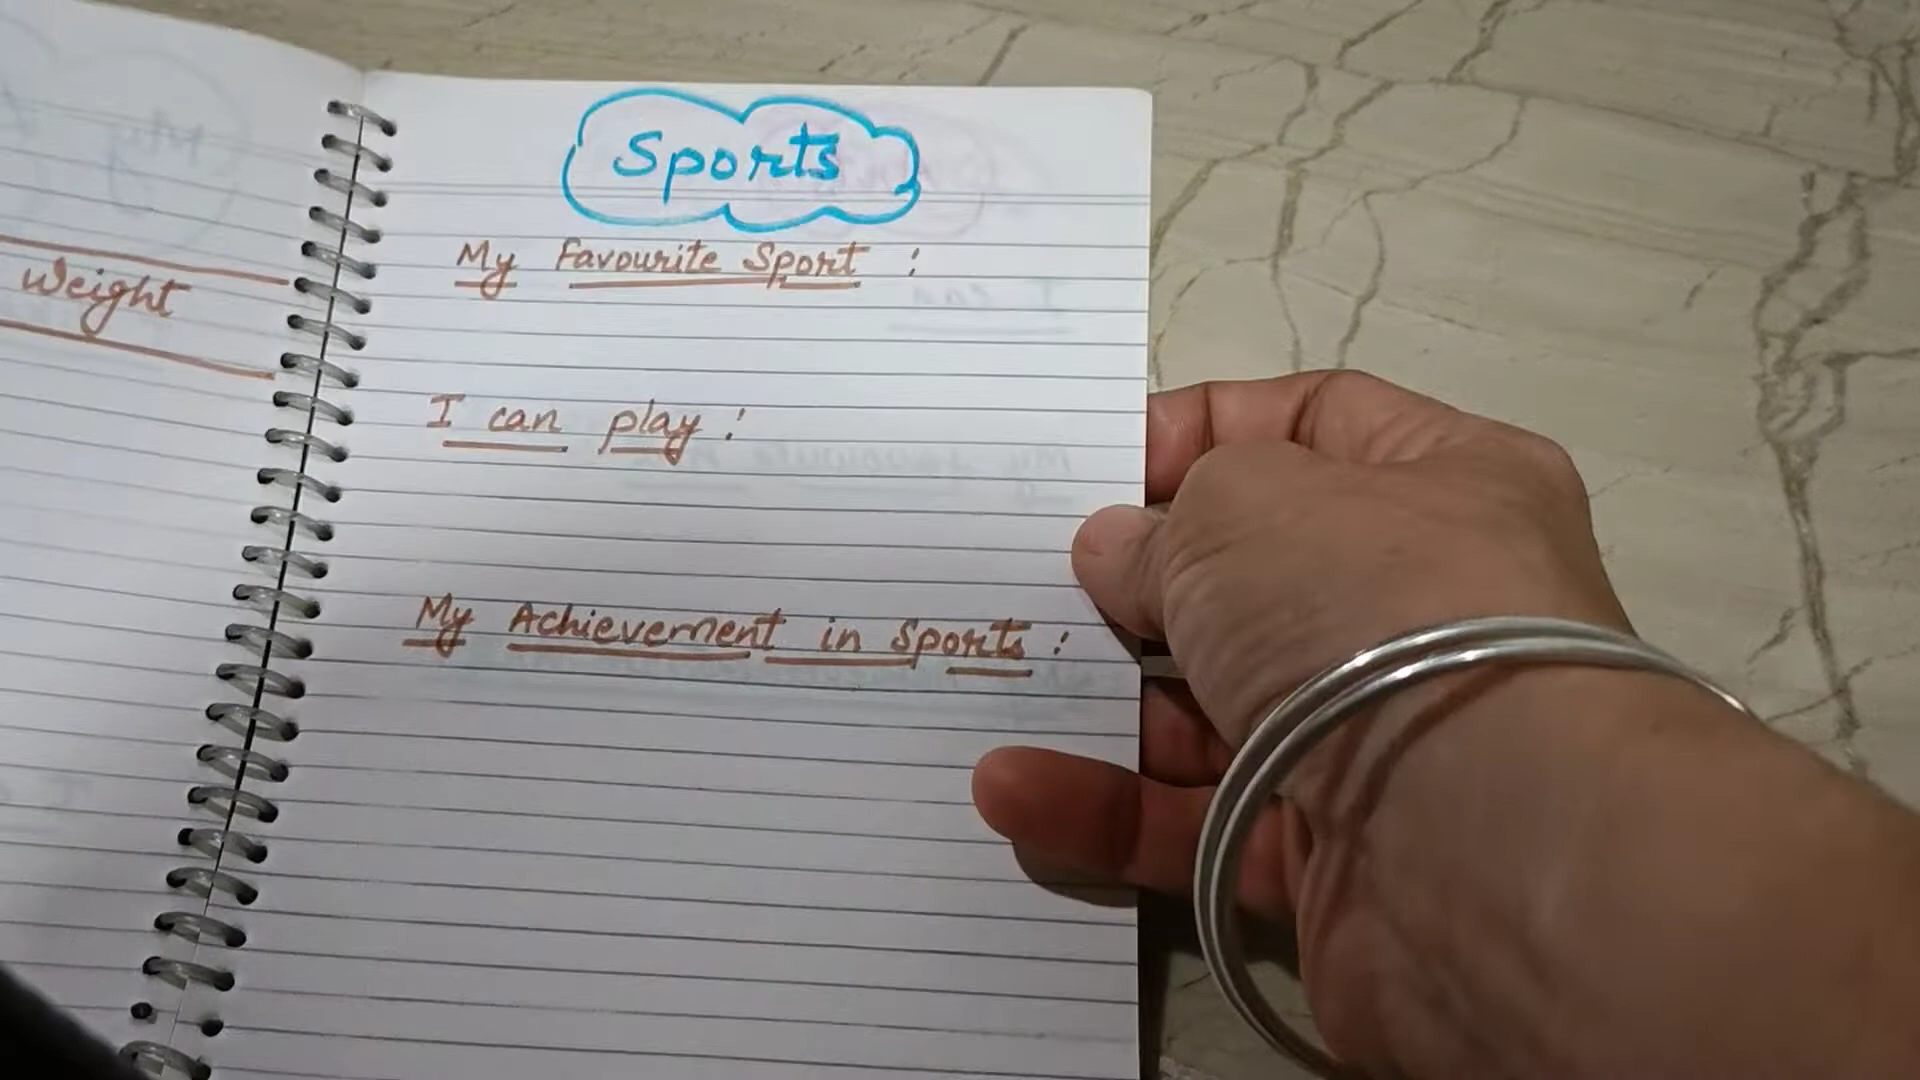 Weight
Sports
My Favourite Sport :
I can play :
My Achievement in Sports :